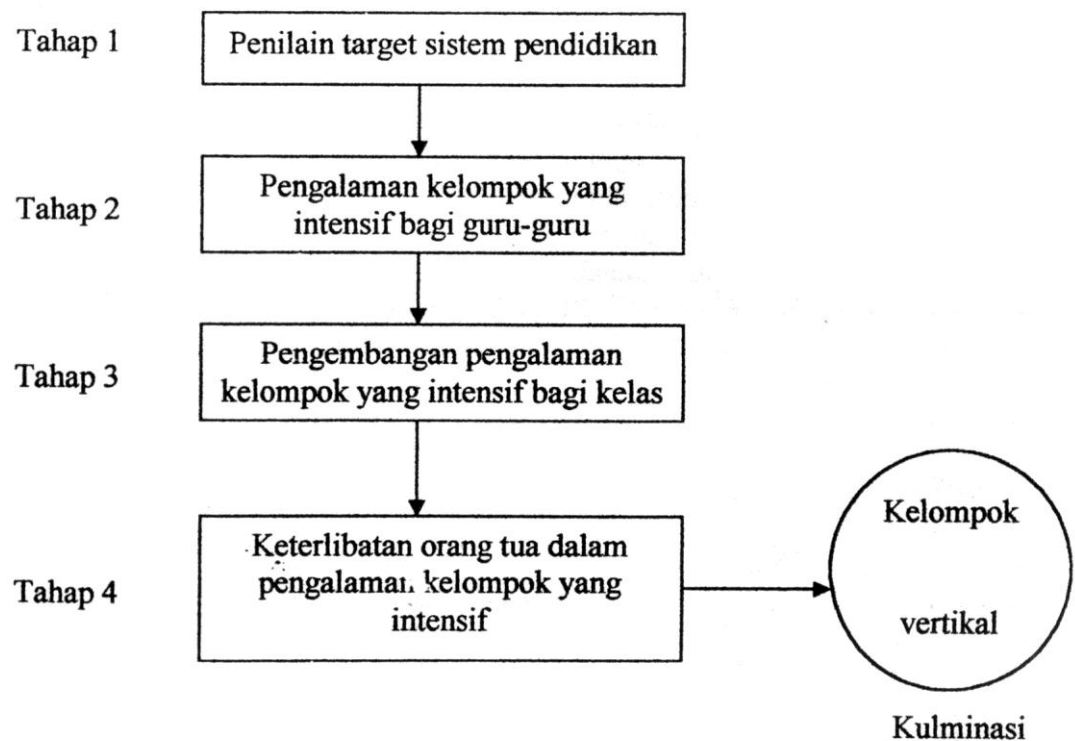 Tahap 1
Penilain target sistem pendidikan
Tahap 2
Pengalaman kelompok yang
intensif bagi guru-guru
Tahap 3
Pengembangan pengalaman
kelompok yang intensif bagi kelas
Tahap 4
Keterlibatan orang tua dalam
pengalaman kelompok yang
intensif
Kelompok
vertikal
Kulminasi